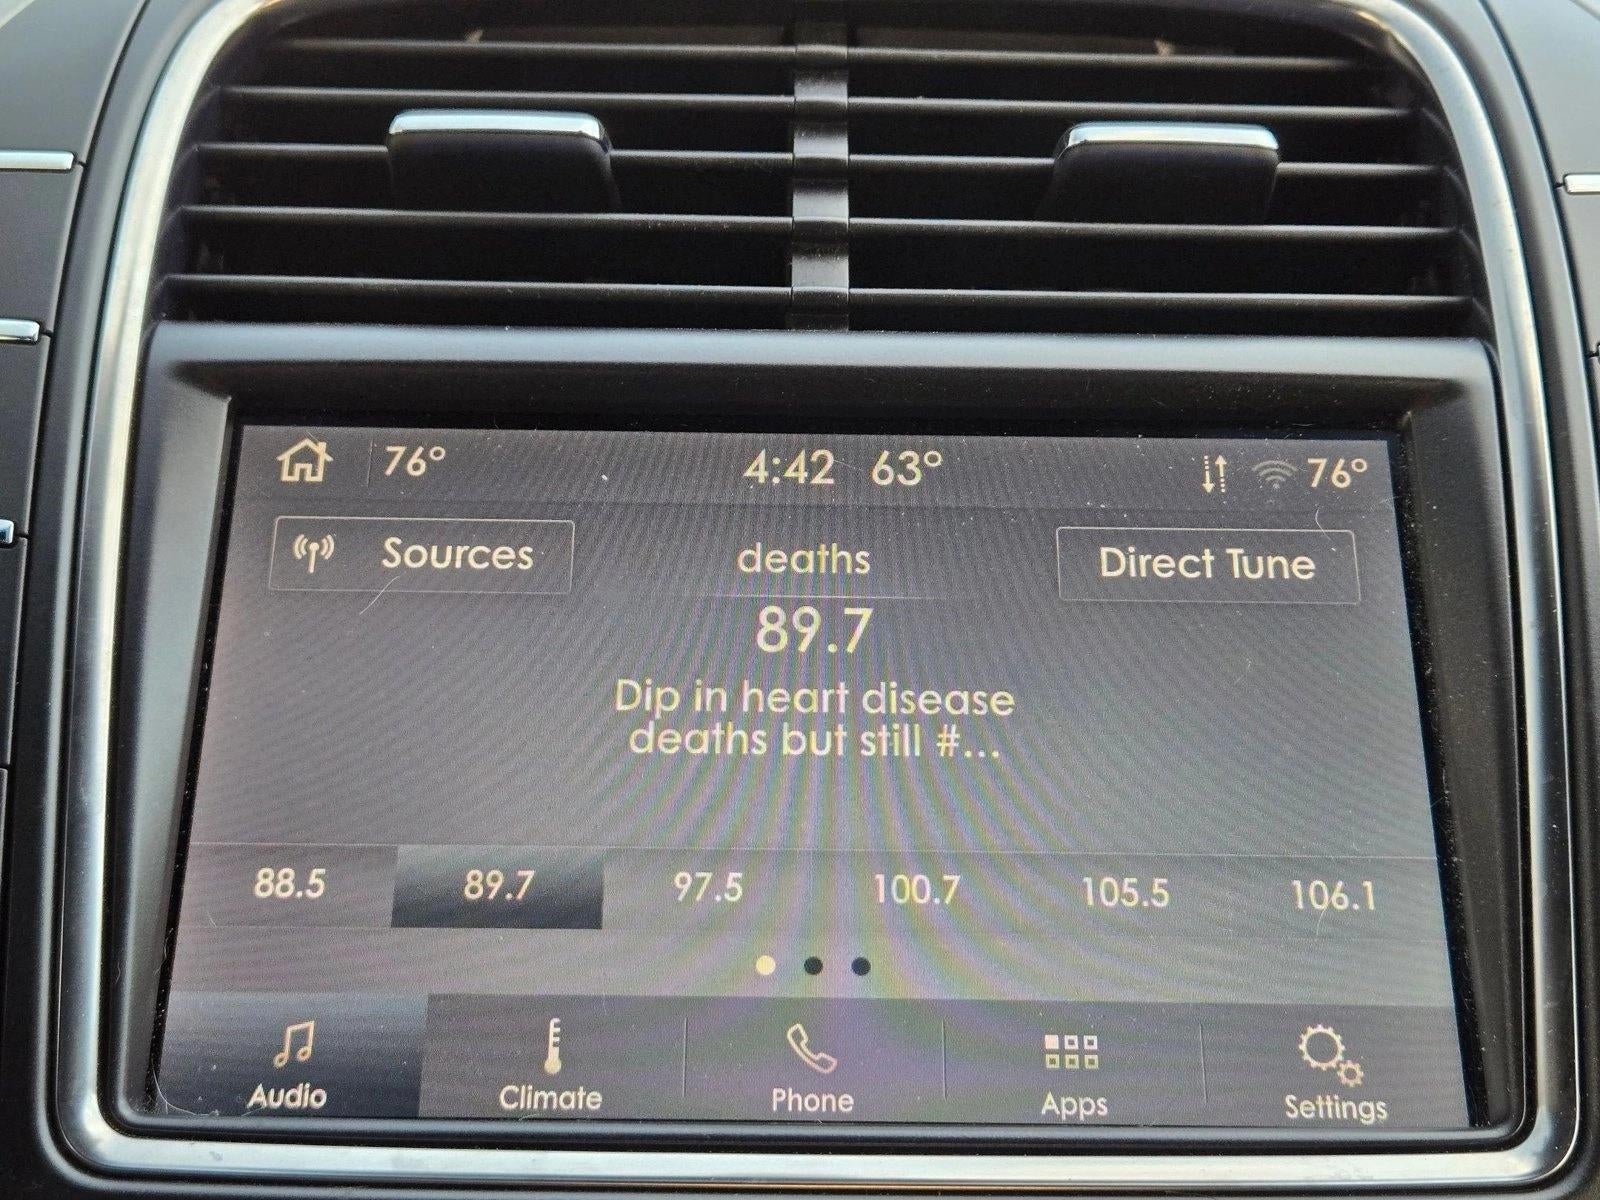 76° 4:42 63° 76°
Sources deaths Direct Tune
89.7
Dip in heart disease
deaths but still #...
88.5 89.7 97.5 100.7 105.5 106.1
Audio Climate Phone Apps Settings